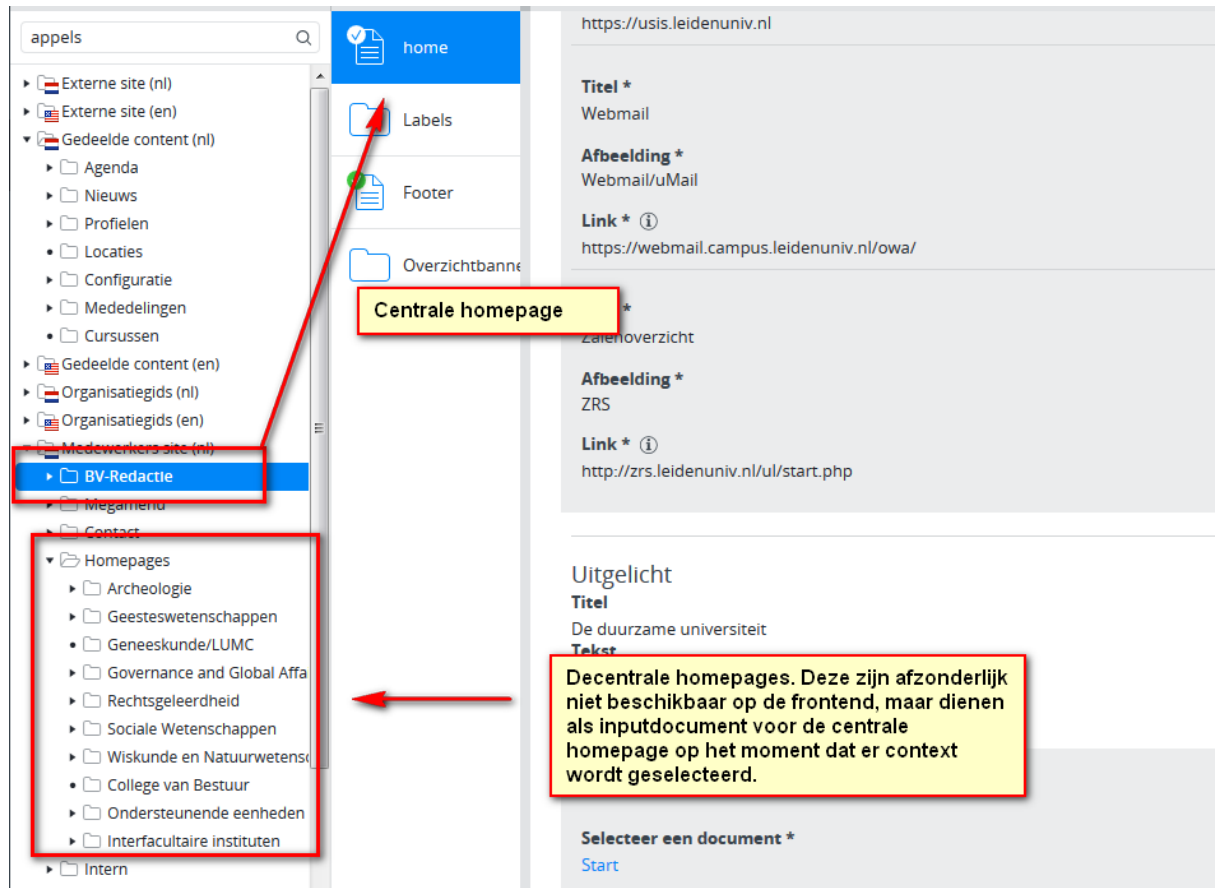 appels
Externe site (nl)
Externe site (en)
Gedeelde content (nl)
Agenda
Nieuws
Profielen
Locaties
Configuratie
Mededelingen
Cursussen
Gedeelde content (en)
Organisatiegids (nl)
Organisatiegids (en)
Medewerkers site (nl)
BV-Redactie
Megamenu
Contact
Homepages
Archeologie
Geesteswetenschappen
Geneeskunde/LUMC
Governance and Global Affa
Rechtsgeleerdheid
Sociale Wetenschappen
Wiskunde en Natuurwetensc
College van Bestuur
Ondersteunende eenheden
Interfacultaire instituten
Intern
home
Labels
Footer
Overzichtbanne
Centrale homepage
https://usis.leidenuniv.nl
Titel *
Webmail
Afbeelding *
Webmail/uMail
Link *
https://webmail.campus.leidenuniv.nl/owa/
*
Zalenoverzicht
Afbeelding *
ZRS
Link *
http://zrs.leidenuniv.nl/ul/start.php
Uitgelicht
Titel
De duurzame universiteit
Tekst
Decentrale homepages. Deze zijn afzonderlijk
niet beschikbaar op de frontend, maar dienen
als inputdocument voor de centrale
homepage op het moment dat er context
wordt geselecteerd.
Selecteer een document *
Start